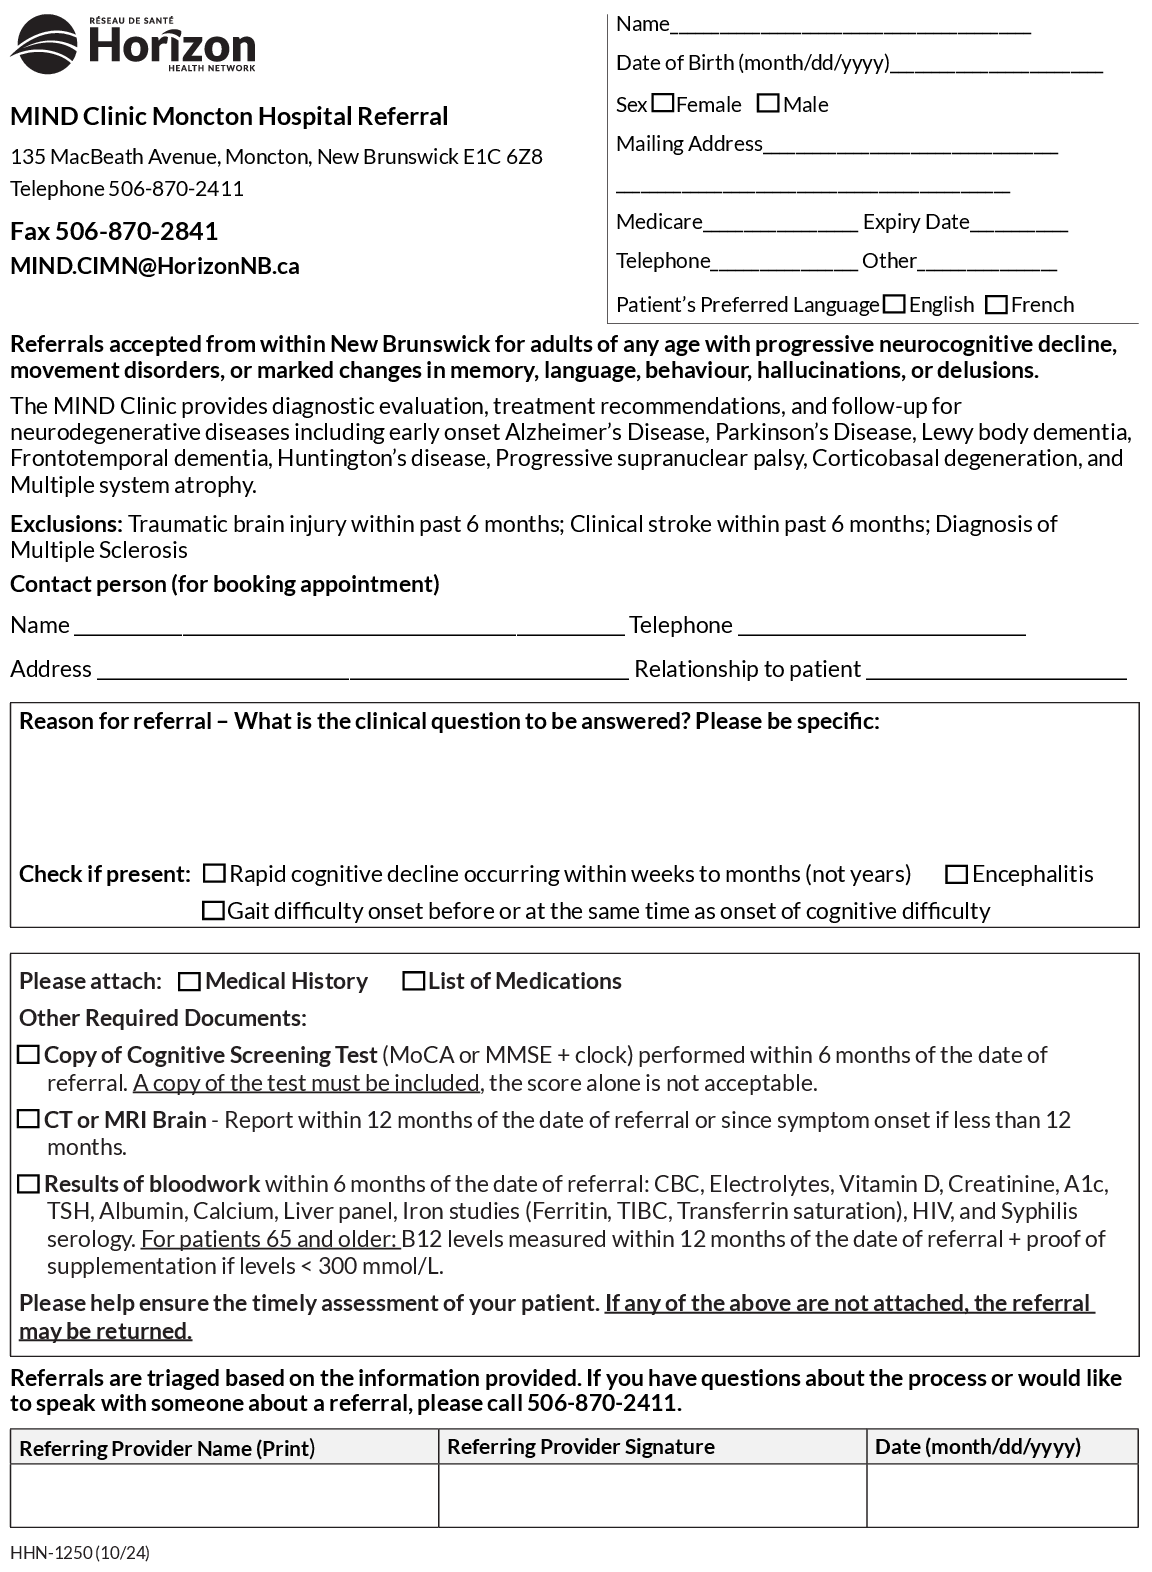 RÉSEAU DE SANTÉ
Horizon
HEALTH NETWORK
MIND Clinic Moncton Hospital Referral
135 MacBeath Avenue, Moncton, New Brunswick E1C 6Z8
Telephone 506-870-2411
Fax 506-870-2841
MIND.CIMN@HorizonNB.ca
Name____________________
Date of Birth (month/dd/yyyy)____________________
Sex ☐ Female ☐ Male
Mailing Address____________________
____________________
Medicare__________ Expiry Date__________
Telephone__________ Other__________
Patient's Preferred Language ☐ English ☐ French
Referrals accepted from within New Brunswick for adults of any age with progressive neurocognitive decline,
movement disorders, or marked changes in memory, language, behaviour, hallucinations, or delusions.
The MIND Clinic provides diagnostic evaluation, treatment recommendations, and follow-up for
neurodegenerative diseases including early onset Alzheimer's Disease, Parkinson's Disease, Lewy body dementia,
Frontotemporal dementia, Huntington's disease, Progressive supranuclear palsy, Corticobasal degeneration, and
Multiple system atrophy.
Exclusions: Traumatic brain injury within past 6 months; Clinical stroke within past 6 months; Diagnosis of
Multiple Sclerosis
Contact person (for booking appointment)
Name ____________________ Telephone ____________________
Address ____________________ Relationship to patient ____________________
Reason for referral – What is the clinical question to be answered? Please be specific:
Check if present: ☐ Rapid cognitive decline occurring within weeks to months (not years) ☐ Encephalitis
☐ Gait difficulty onset before or at the same time as onset of cognitive difficulty
Please attach: ☐ Medical History ☐ List of Medications
Other Required Documents:
☐ Copy of Cognitive Screening Test (MoCA or MMSE + clock) performed within 6 months of the date of
referral. A copy of the test must be included, the score alone is not acceptable.
☐ CT or MRI Brain - Report within 12 months of the date of referral or since symptom onset if less than 12
months.
☐ Results of bloodwork within 6 months of the date of referral: CBC, Electrolytes, Vitamin D, Creatinine, A1c,
TSH, Albumin, Calcium, Liver panel, Iron studies (Ferritin, TIBC, Transferrin saturation), HIV, and Syphilis
serology. For patients 65 and older: B12 levels measured within 12 months of the date of referral + proof of
supplementation if levels < 300 mmol/L.
Please help ensure the timely assessment of your patient. If any of the above are not attached, the referral
may be returned.
Referrals are triaged based on the information provided. If you have questions about the process or would like
to speak with someone about a referral, please call 506-870-2411.
Referring Provider Name (Print) Referring Provider Signature Date (month/dd/yyyy)
HHN-1250 (10/24)